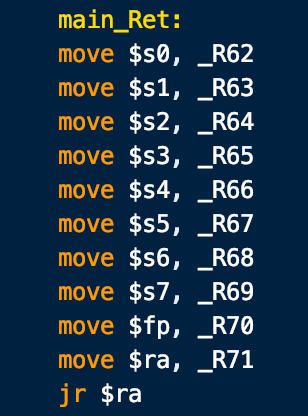 main_Ret:
move $s0, _R62
move $s1, _R63
move $s2, _R64
move $s3, _R65
move $s4, _R66
move $s5, _R67
move $s6, _R68
move $s7, _R69
move $fp, _R70
move $ra, _R71
jr $ra